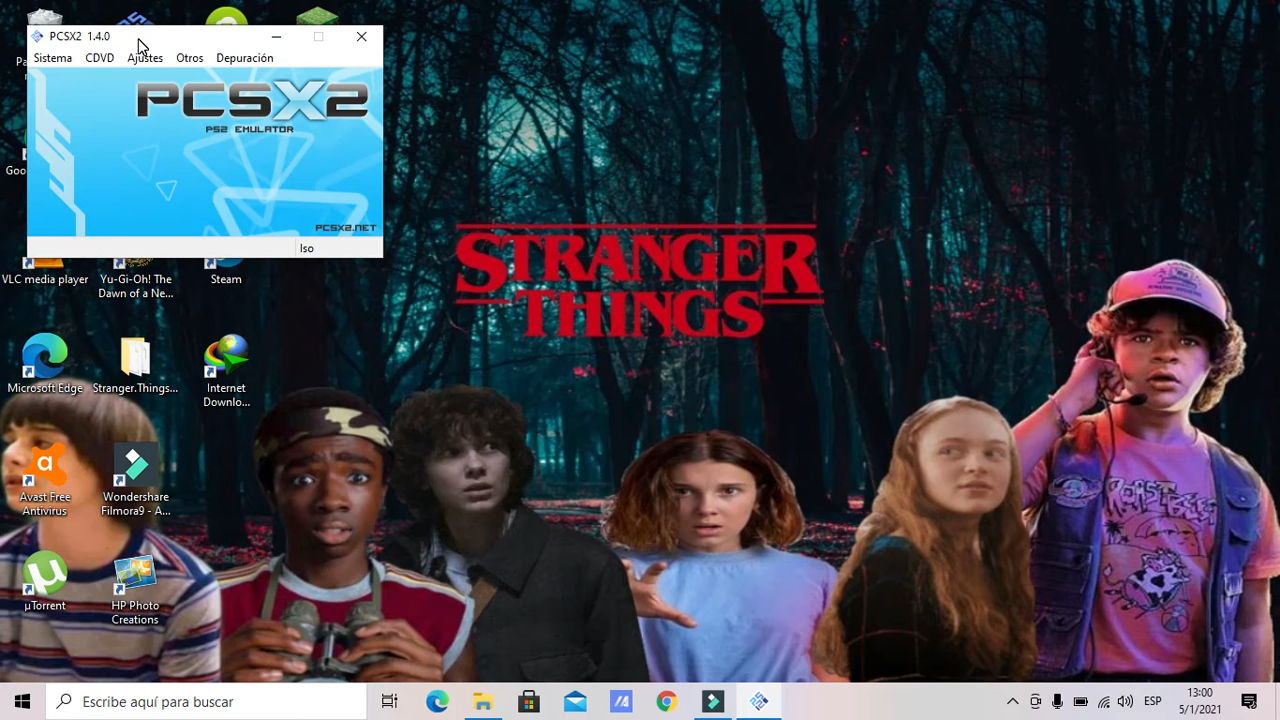 PCSX2 1.4.0
Sistema CDVD Ajustes Otros Depuración
PCSX2
PS2 EMULATOR
PCSX2.NET
Iso
Goo
VLC media player
Yu-Gi-Oh! The
Dawn of a Ne...
Steam
STRANGER
THINGS
Microsoft Edge
Stranger.Things...
Internet
Downlo...
Avast Free
Antivirus
Wondershare
Filmora9 - A...
µTorrent
HP Photo
Creations
Escribe aquí para buscar
ESP
13:00
5/1/2021